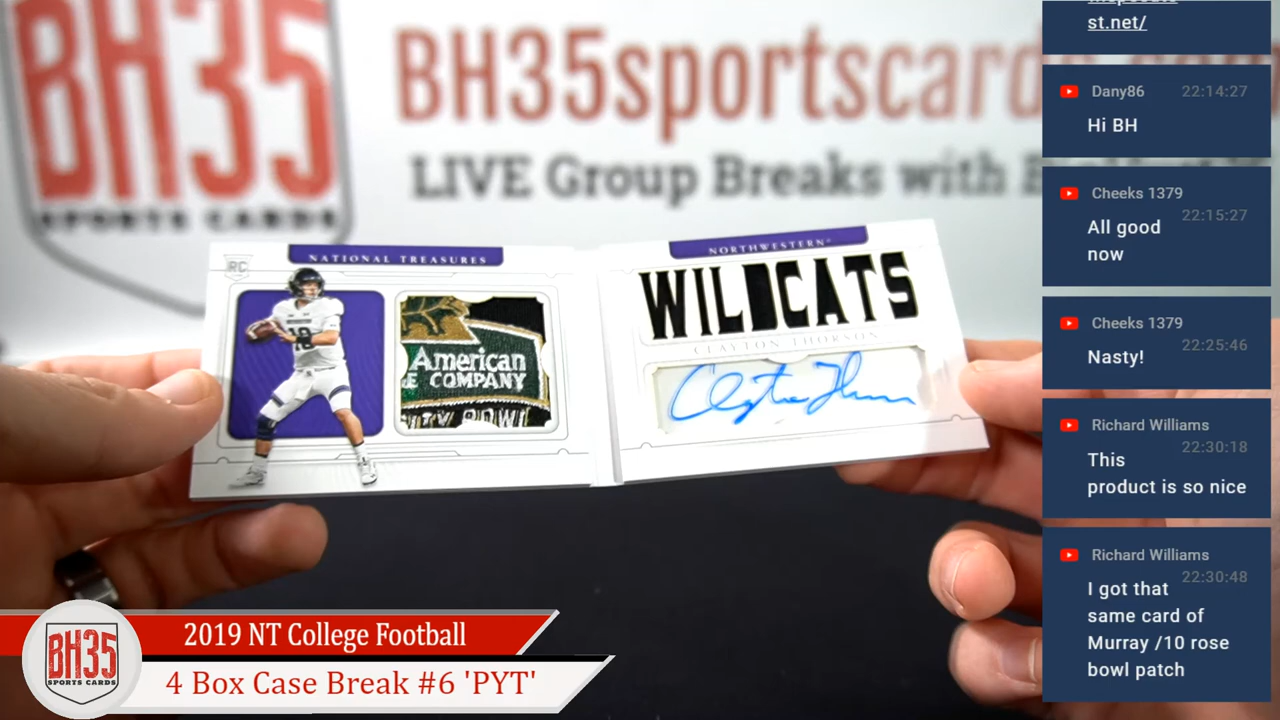 BH35
SPORTS CARDS
BH35sportscard
LIVE Group Breaks with
RC
NATIONAL TREASURES
18
American
E COMPANY
NORTHWESTERN
WILDCATS
CLAYTON THORSON
st.net/
Dany86 22:14:27
Hi BH
Cheeks 1379
22:15:27
All good
now
Cheeks 1379
22:25:46
Nasty!
Richard Williams
22:30:18
This
product is so nice
Richard Williams
22:30:48
I got that
same card of
Murray /10 rose
bowl patch
BH35
SPORTS CARDS
2019 NT College Football
4 Box Case Break #6 'PYT'